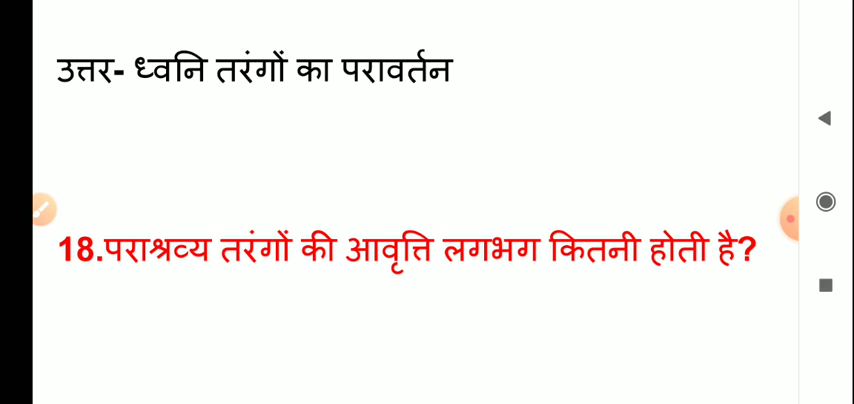 उत्तर- ध्वनि तरंगों का परावर्तन
18.पराश्रव्य तरंगों की आवृत्ति लगभग कितनी होती है?